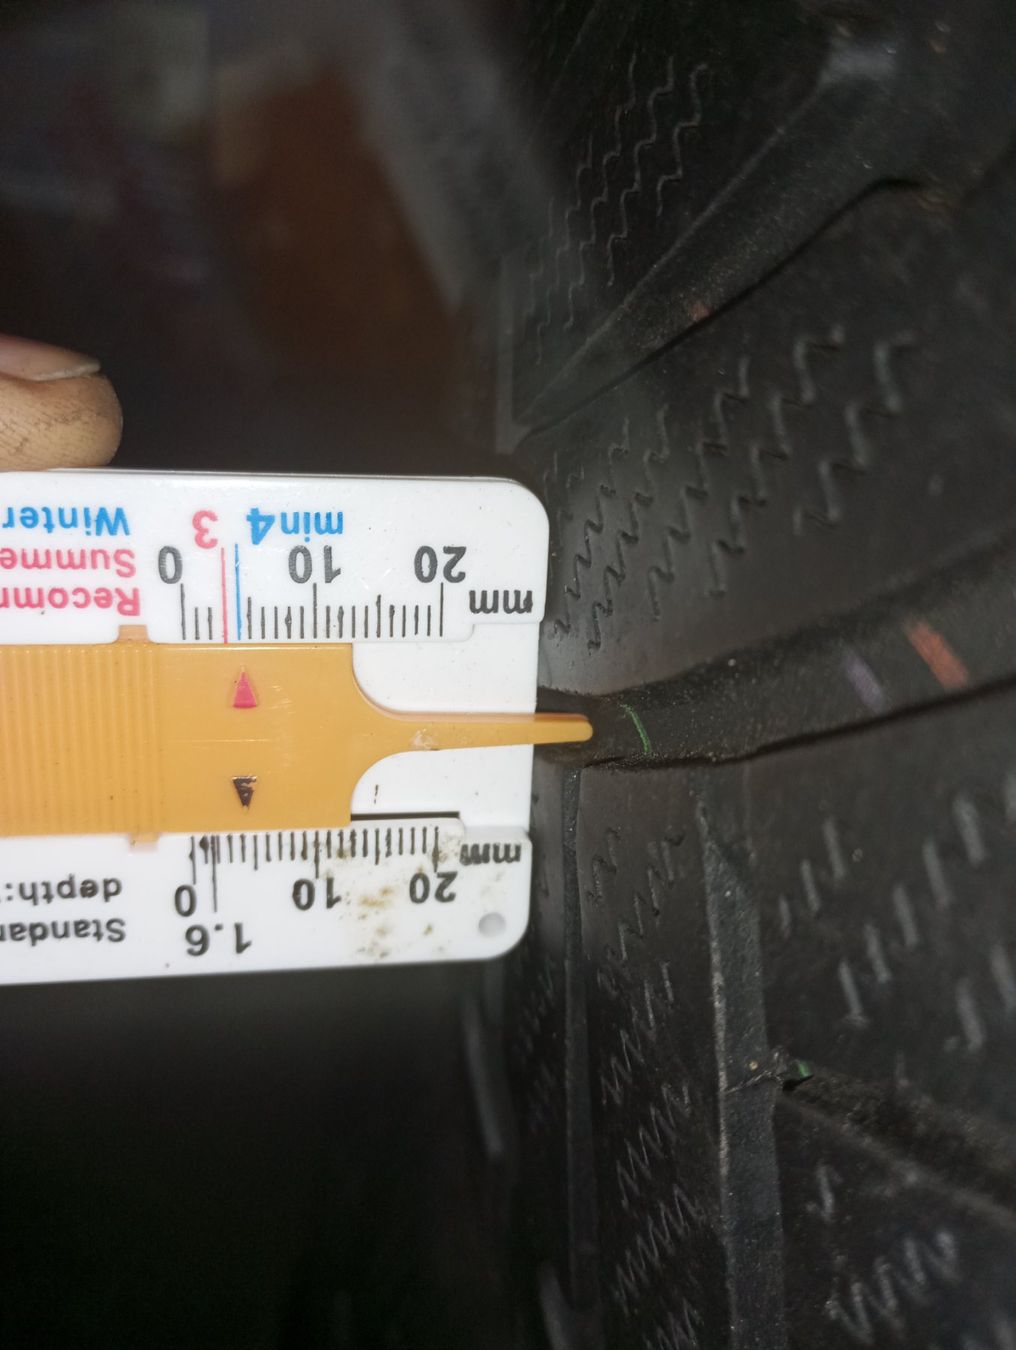 1.6 Standar
20 10 0 depth:
mm
mm Recomm
20 10 0 Summe
min4 3 Winter